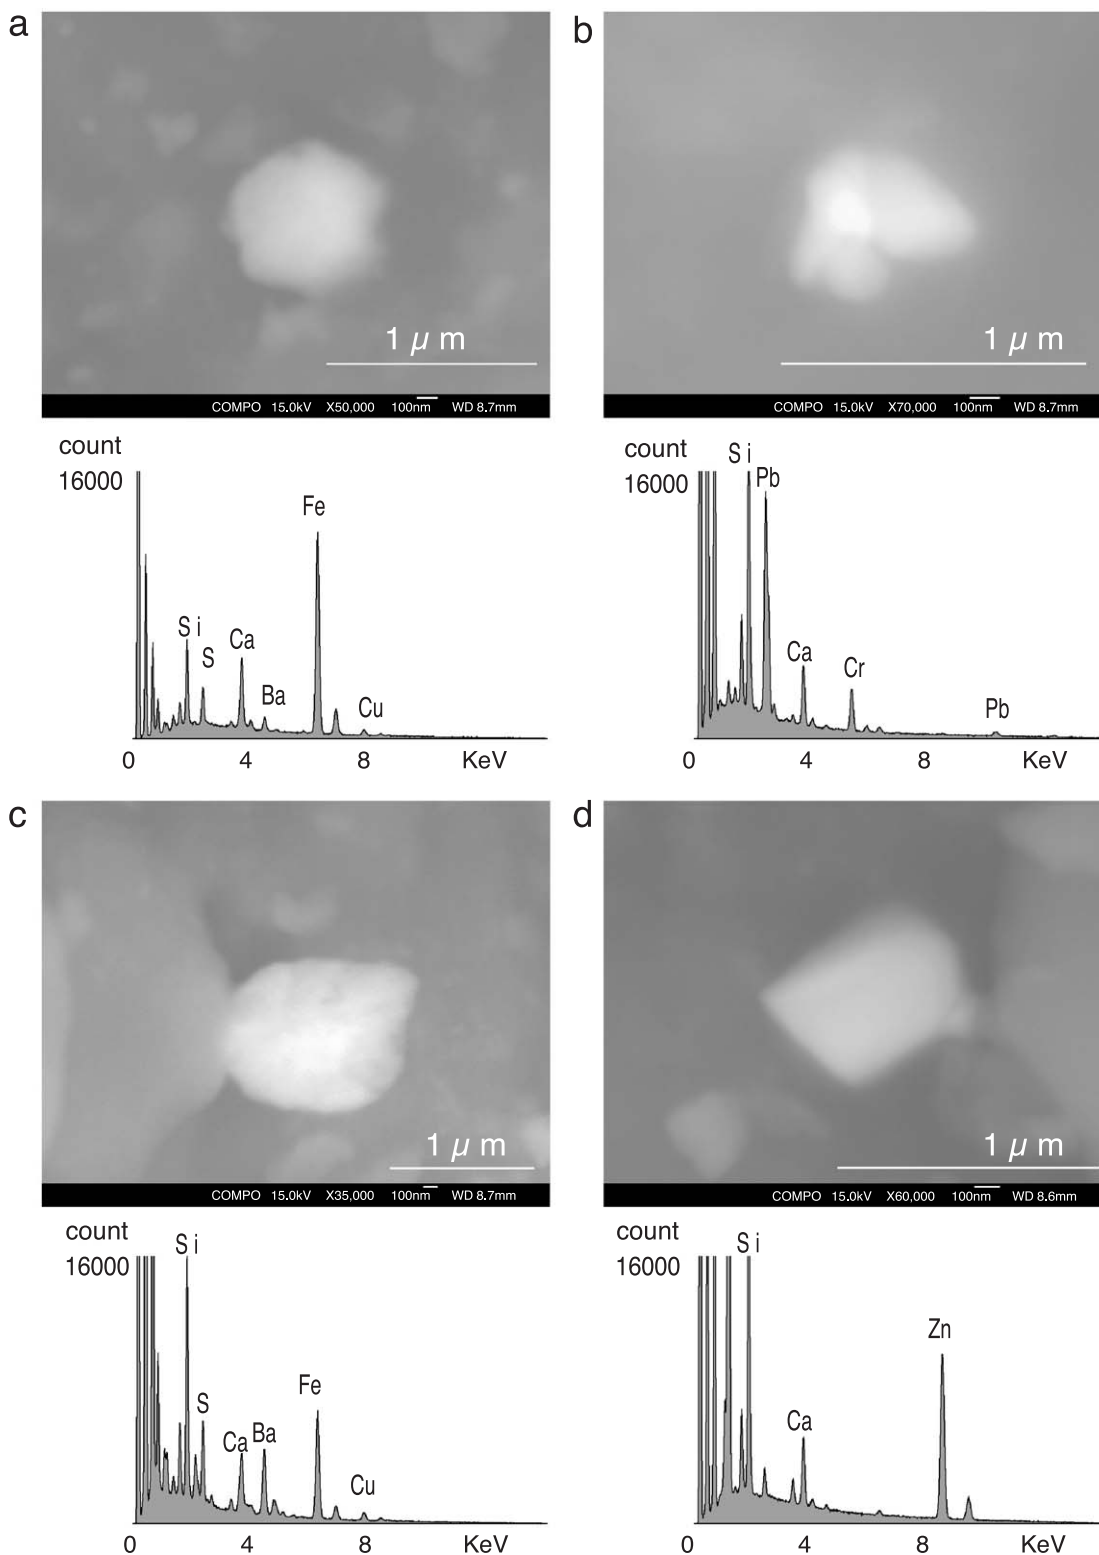 a
1 µ m
COMPO 15.0kV X50,000 100nm WD 8.7mm
count
16000
Fe
Si
S
Ca
Ba
Cu
0 4 8 KeV
b
1 µ m
COMPO 15.0kV X70,000 100nm WD 8.7mm
count
16000
Si
Pb
Ca
Cr
Pb
0 4 8 KeV
c
1 µ m
COMPO 15.0kV X35,000 100nm WD 8.7mm
count
16000
Si
S
Ca
Ba
Fe
Cu
0 4 8 KeV
d
1 µ m
COMPO 15.0kV X60,000 100nm WD 8.6mm
count
16000
Si
Ca
Zn
0 4 8 KeV